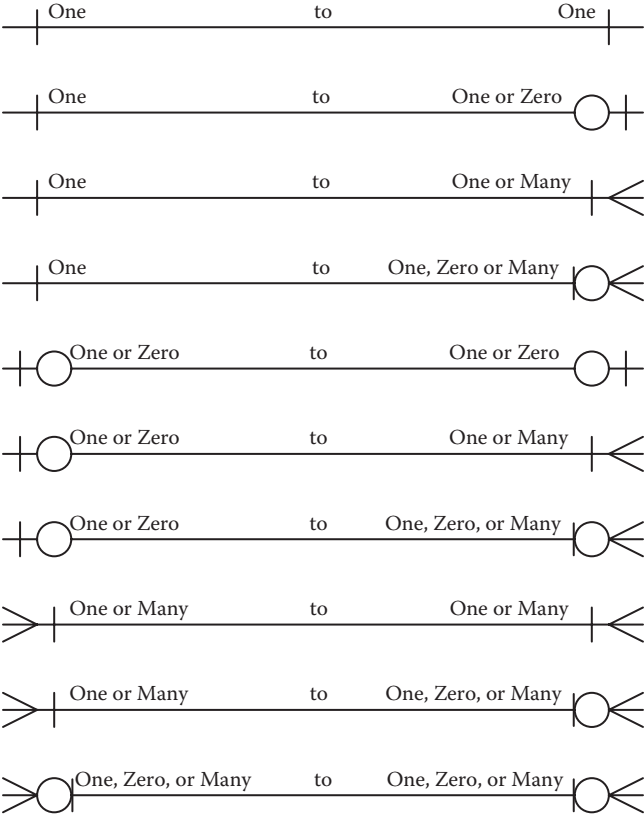 One to One
One to One or Zero
One to One or Many
One to One, Zero or Many
One or Zero to One or Zero
One or Zero to One or Many
One or Zero to One, Zero, or Many
One or Many to One or Many
One or Many to One, Zero, or Many
One, Zero, or Many to One, Zero, or Many